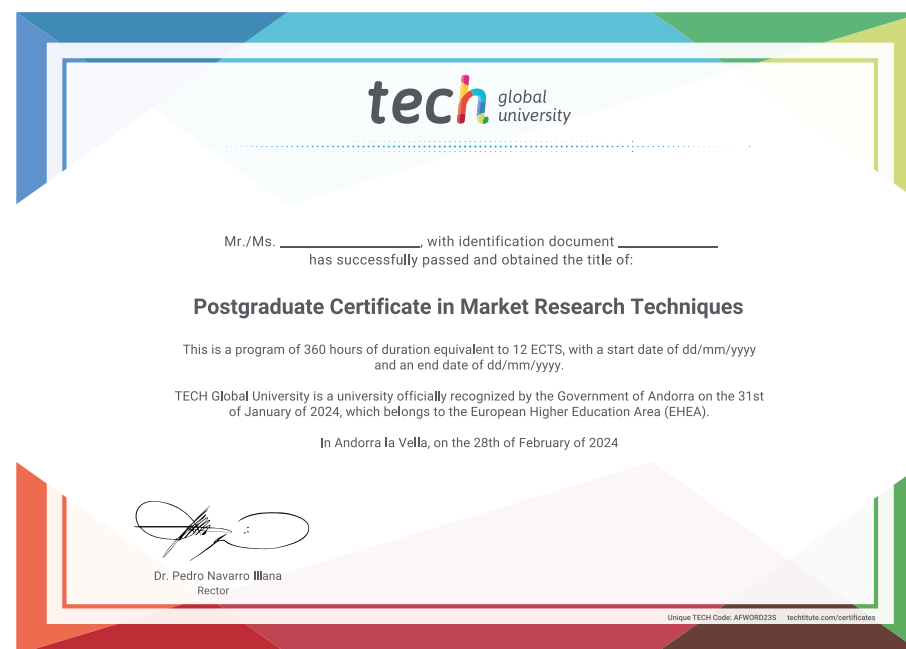 tech global
university
Mr./Ms. ____________, with identification document ____________
has successfully passed and obtained the title of:
Postgraduate Certificate in Market Research Techniques
This is a program of 360 hours of duration equivalent to 12 ECTS, with a start date of dd/mm/yyyy
and an end date of dd/mm/yyyy.
TECH Global University is a university officially recognized by the Government of Andorra on the 31st
of January of 2024, which belongs to the European Higher Education Area (EHEA).
In Andorra la Vella, on the 28th of February of 2024
Dr. Pedro Navarro Illana
Rector
Unique TECH Code: AFWORD23S techtitute.com/certificates